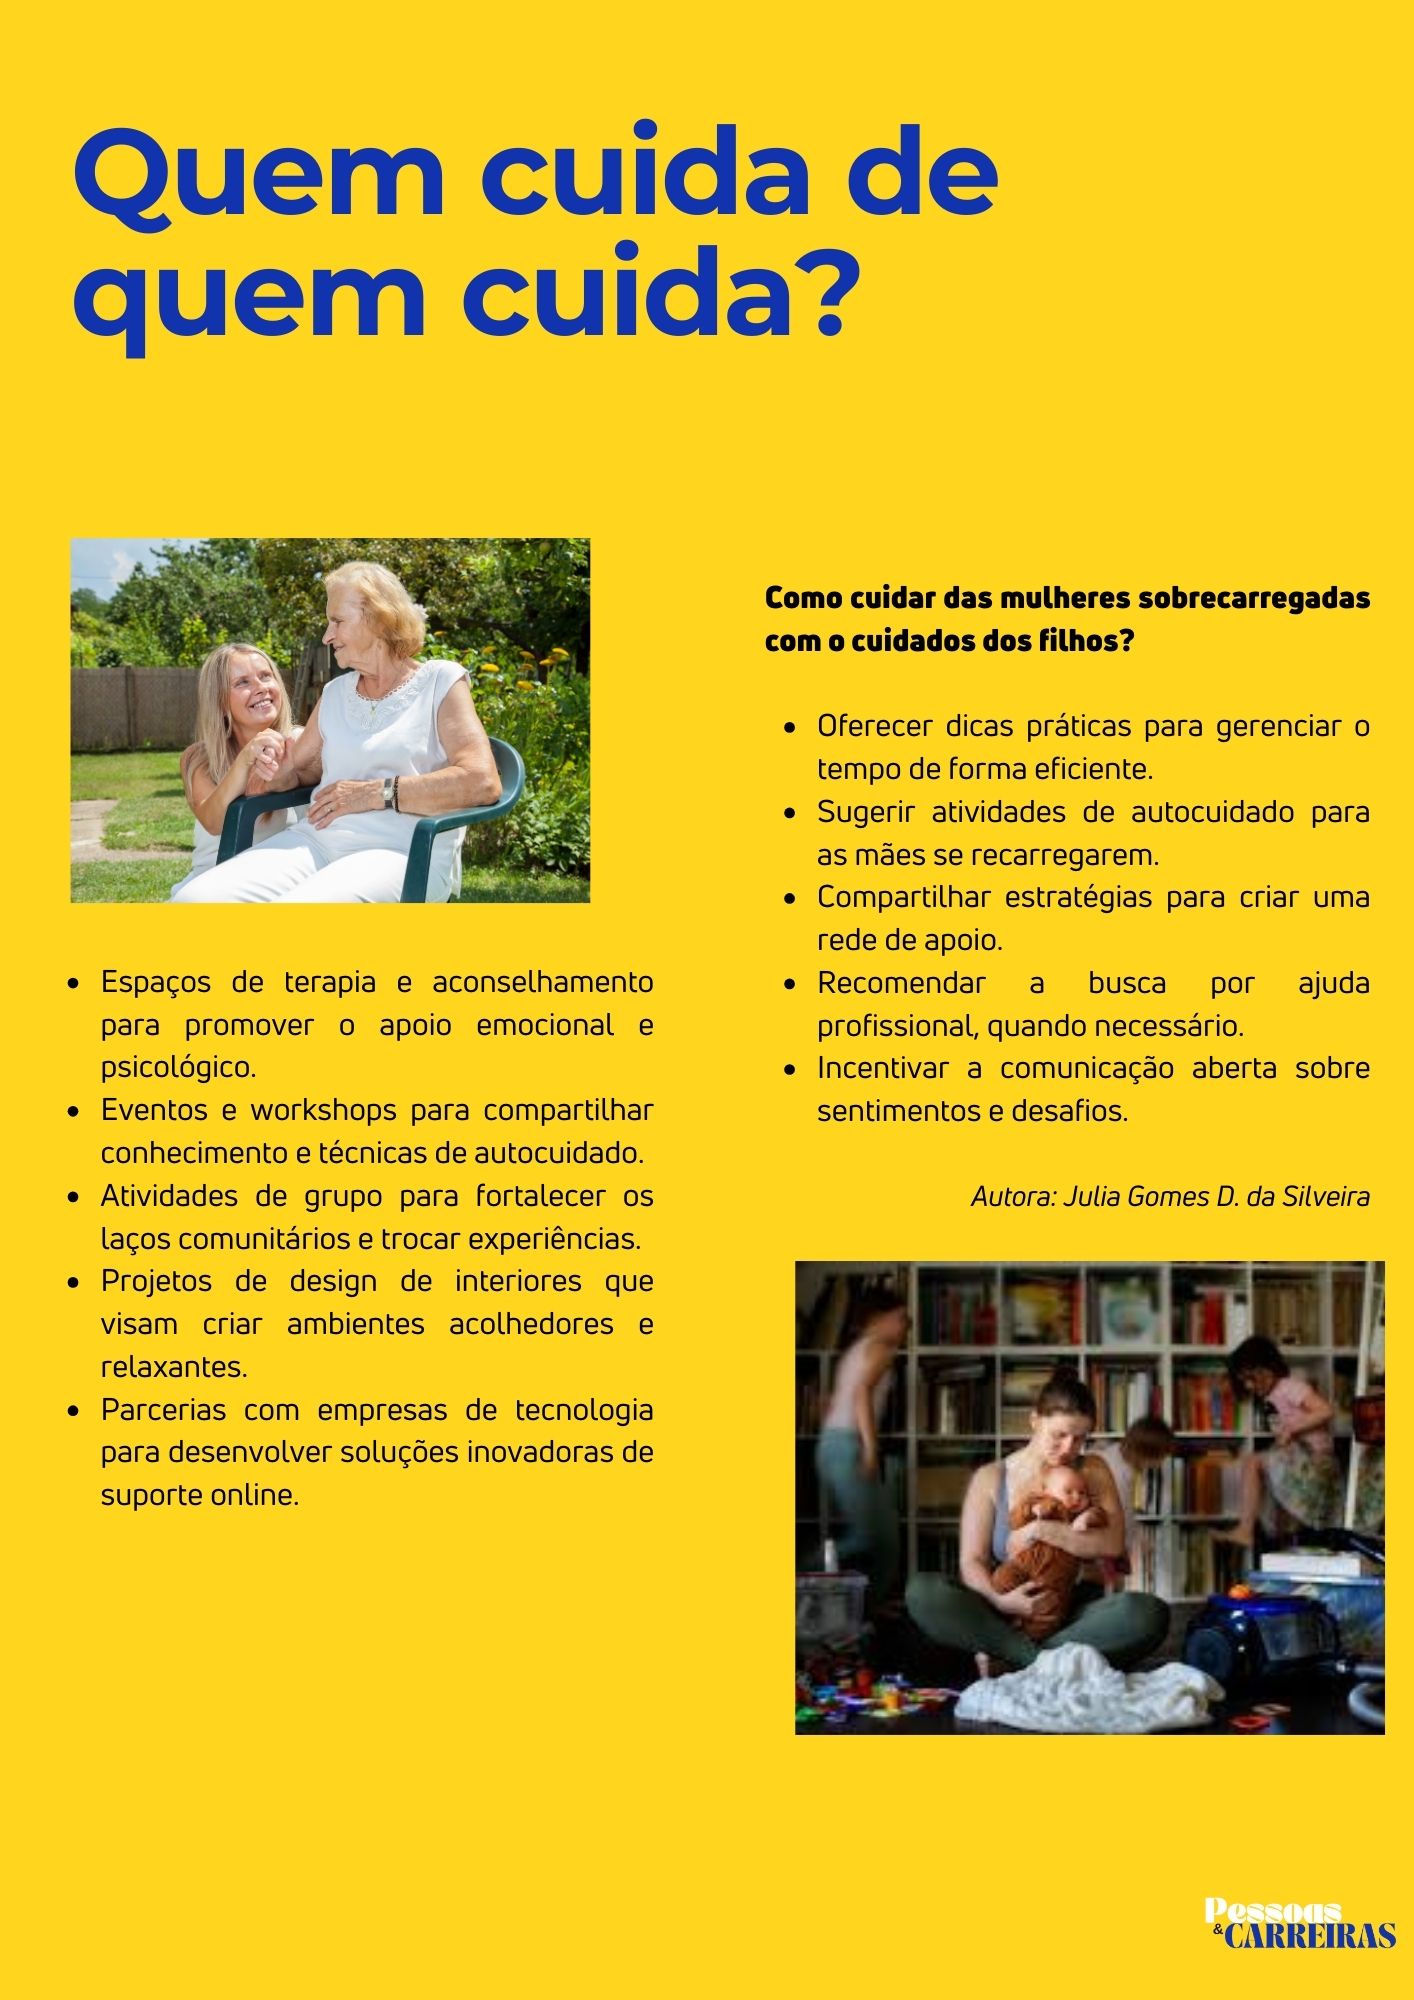 Quem cuida de
quem cuida?
Espaços de terapia e aconselhamento
para promover o apoio emocional e
psicológico.
Eventos e workshops para compartilhar
conhecimento e técnicas de autocuidado.
Atividades de grupo para fortalecer os
laços comunitários e trocar experiências.
Projetos de design de interiores que
visam criar ambientes acolhedores e
relaxantes.
Parcerias com empresas de tecnologia
para desenvolver soluções inovadoras de
suporte online.
Como cuidar das mulheres sobrecarregadas
com o cuidados dos filhos?
Oferecer dicas práticas para gerenciar o
tempo de forma eficiente.
Sugerir atividades de autocuidado para
as mães se recarregarem.
Compartilhar estratégias para criar uma
rede de apoio.
Recomendar a busca por ajuda
profissional, quando necessário.
Incentivar a comunicação aberta sobre
sentimentos e desafios.
Autora: Julia Gomes D. da Silveira
Pessoas
&CARREIRAS